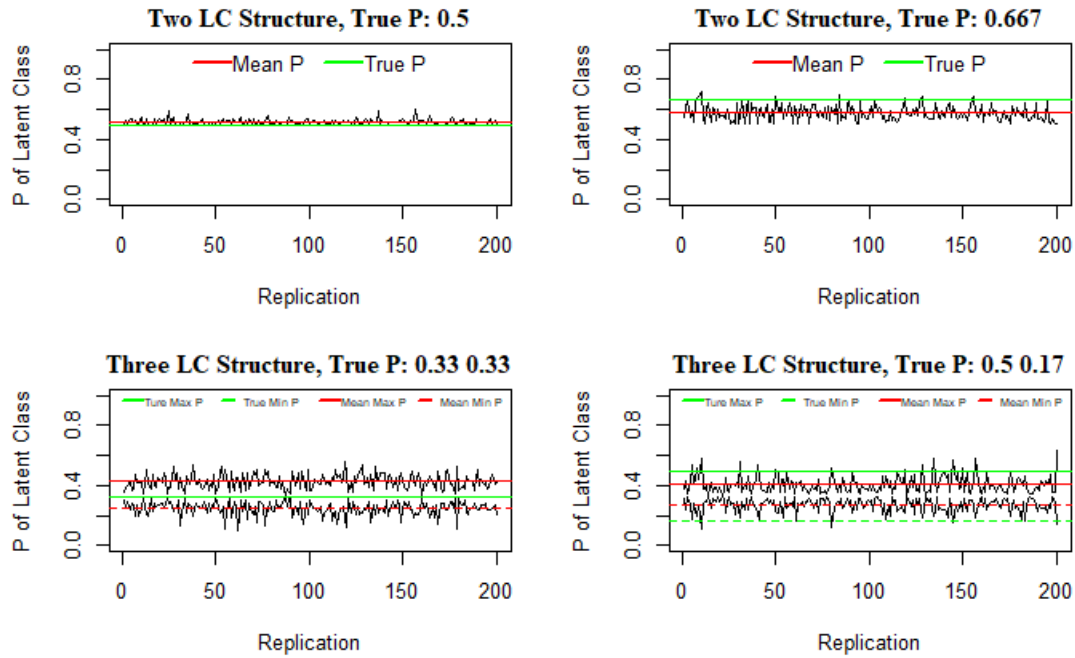 Two LC Structure, True P: 0.5
Mean P True P
P of Latent Class
0.8
0.4
0.0
0 50 100 150 200
Replication
Two LC Structure, True P: 0.667
Mean P True P
P of Latent Class
0.8
0.4
0.0
0 50 100 150 200
Replication
Three LC Structure, True P: 0.33 0.33
Ture Max P True Min P Mean Max P Mean Min P
P of Latent Class
0.8
0.4
0.0
0 50 100 150 200
Replication
Three LC Structure, True P: 0.5 0.17
Ture Max P True Min P Mean Max P Mean Min P
P of Latent Class
0.8
0.4
0.0
0 50 100 150 200
Replication